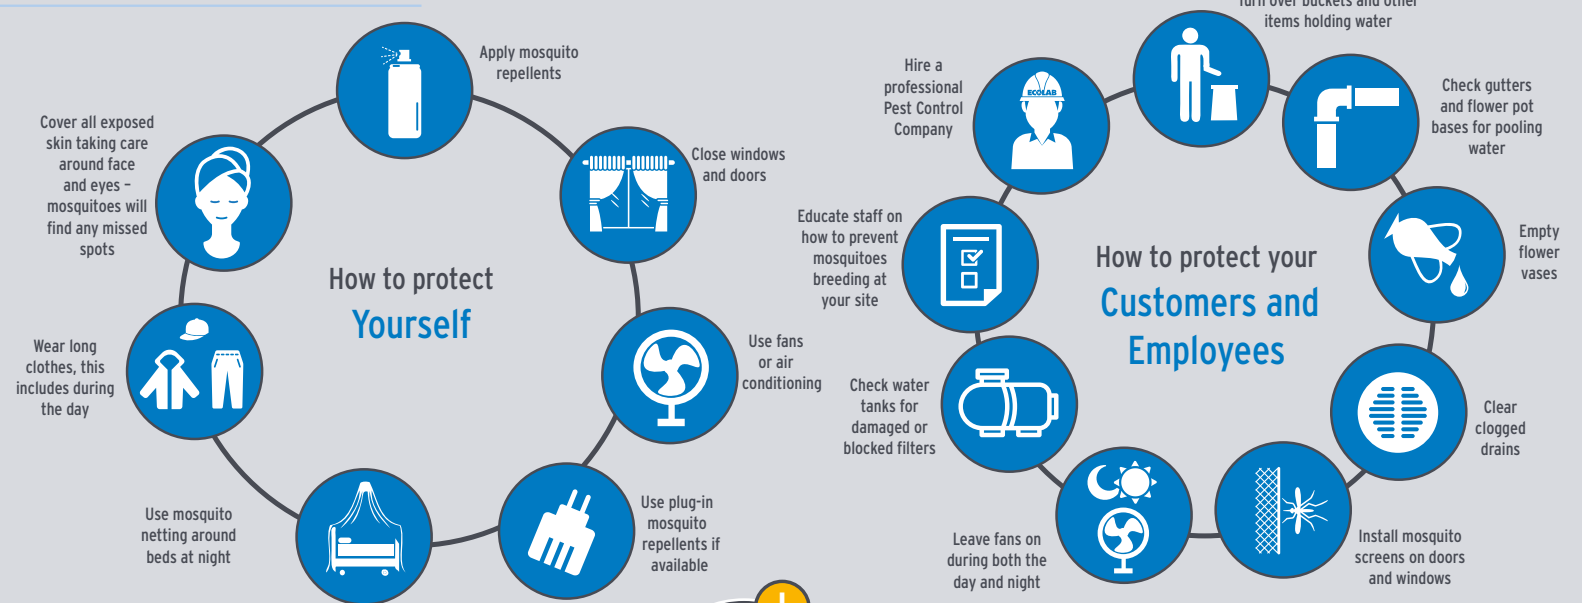 Apply mosquito
repellents
Close windows
and doors
Use fans
or air
conditioning
Use plug-in
mosquito
repellents if
available
Use mosquito
netting around
beds at night
Wear long
clothes, this
includes during
the day
Cover all exposed
skin taking care
around face
and eyes –
mosquitoes will
find any missed
spots
How to protect
Yourself
Turn over buckets and other
items holding water
Check gutters
and flower pot
bases for pooling
water
Empty
flower
vases
Clear
clogged
drains
Install mosquito
screens on doors
and windows
Leave fans on
during both the
day and night
Check water
tanks for
damaged or
blocked filters
Educate staff on
how to prevent
mosquitoes
breeding at
your site
Hire a
professional
Pest Control
Company
ECOLAB
How to protect your
Customers and
Employees